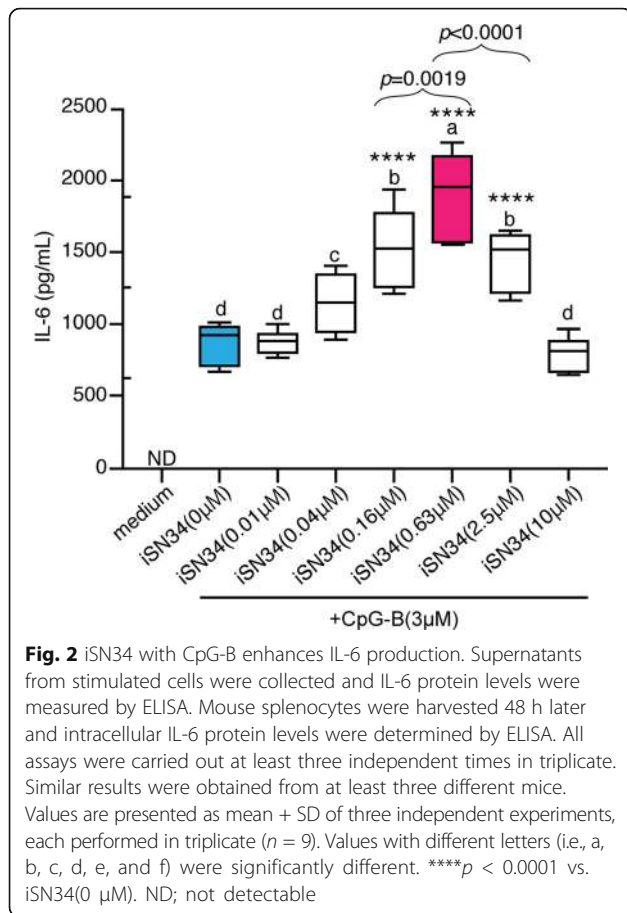 p<0.0001
p=0.0019
****
a
****
b
****
b
c
d
d
d
2500
2000
1500
1000
500
0
IL-6 (pg/mL)
ND
medium
iSN34(0µM)
iSN34(0.01µM)
iSN34(0.04µM)
iSN34(0.16µM)
iSN34(0.63µM)
iSN34(2.5µM)
iSN34(10µM)
+CpG-B(3µM)
Fig. 2 iSN34 with CpG-B enhances IL-6 production. Supernatants
from stimulated cells were collected and IL-6 protein levels were
measured by ELISA. Mouse splenocytes were harvested 48 h later
and intracellular IL-6 protein levels were determined by ELISA. All
assays were carried out at least three independent times in triplicate.
Similar results were obtained from at least three different mice.
Values are presented as mean + SD of three independent experiments,
each performed in triplicate (n = 9). Values with different letters (i.e., a,
b, c, d, e, and f) were significantly different. ****p < 0.0001 vs.
iSN34(0 µM). ND; not detectable